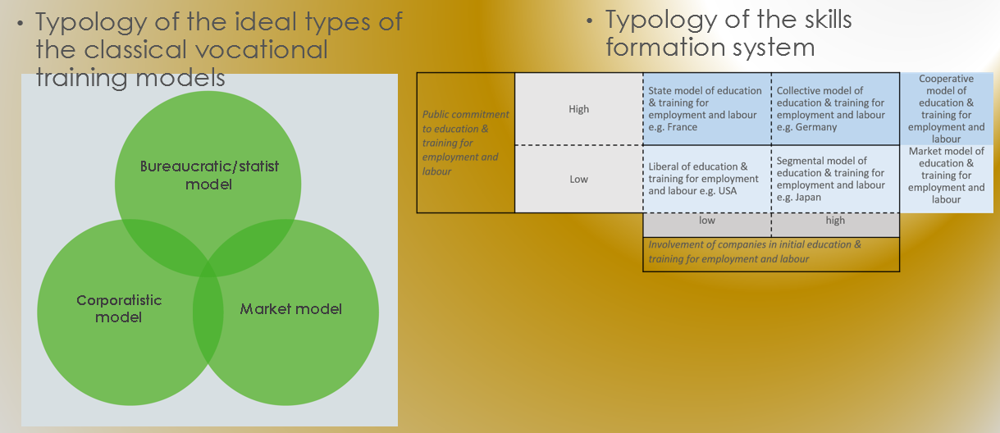 • Typology of the ideal types of
the classical vocational
training models
Bureaucratic/statist
model
Corporatistic
model
Market model
• Typology of the skills
formation system
Public commitment
to education &
training for
employment and
labour
High
State model of education
& training for
employment and labour
e.g. France
Collective model of
education & training for
employment and labour
e.g. Germany
Cooperative
model of
education &
training for
employment and
labour
Low
Liberal of education &
training for employment
and labour e.g. USA
Segmental model of
education & training for
employment and labour
e.g. Japan
Market model of
education &
training for
employment and
labour
low
high
Involvement of companies in initial education &
training for employment and labour